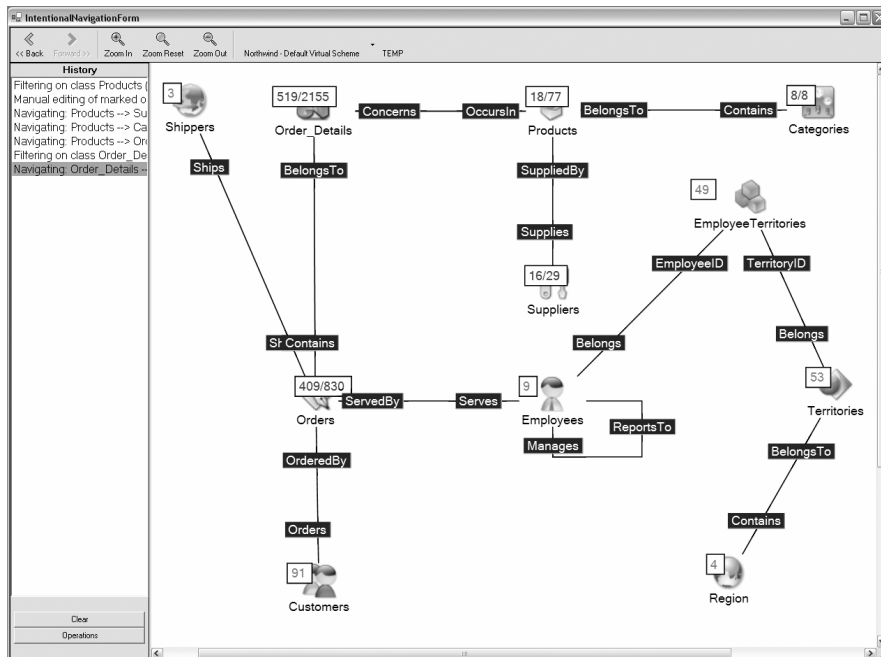 IntentionalNavigationForm
<< Back Forward >> Zoom In Zoom Reset Zoom Out Northwind - Default Virtual Scheme TEMP
History
Filtering on class Products (
Manual editing of marked o
Navigating: Products --> Su
Navigating: Products --> Ca
Navigating: Products --> Or
Filtering on class Order_De
Navigating: Order_Details --
3
Shippers
519/2155
Order_Details
Concerns
OccursIn
18/77
Products
BelongsTo
Contains
8/8
Categories
Ships
BelongsTo
SuppliedBy
Supplies
16/29
Suppliers
49
EmployeeTerritories
EmployeeID
TerritoryID
Contains
Belongs
Belongs
409/830
Orders
ServedBy
Serves
9
Employees
Manages
ReportsTo
53
Territories
OrderedBy
BelongsTo
Orders
Contains
91
Customers
4
Region
Clear
Operations